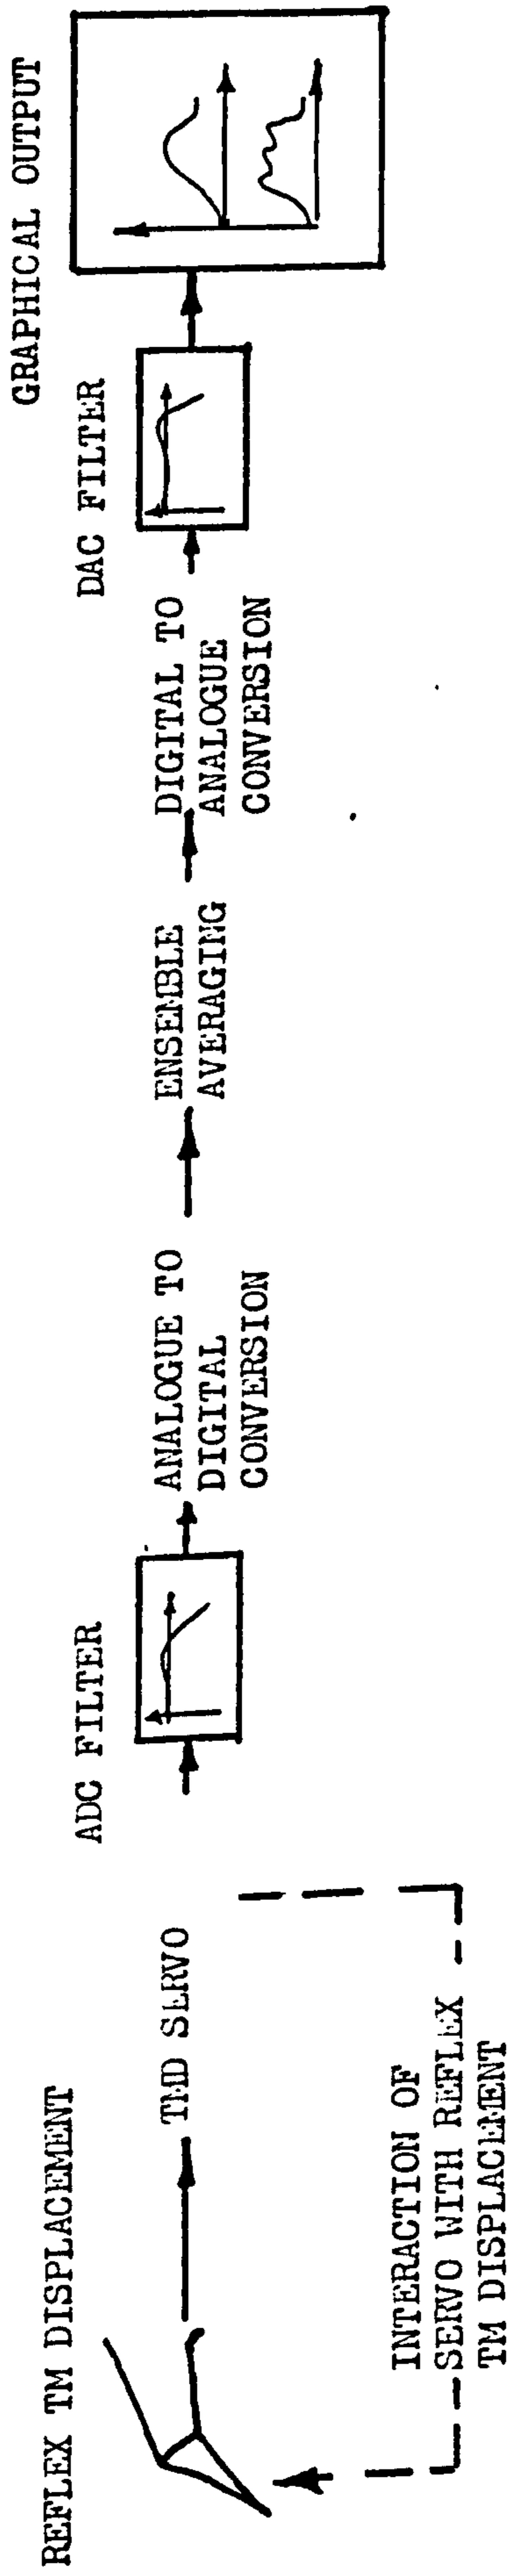 REFLEX TM DISPLACEMENT
TMD SERVO
INTERACTION OF
SERVO WITH REFLEX
TM DISPLACEMENT
ADC FILTER
ANALOGUE TO
DIGITAL
CONVERSION
ENSEMBLE
AVERAGING
DIGITAL TO
ANALOGUE
CONVERSION
DAC FILTER
GRAPHICAL OUTPUT